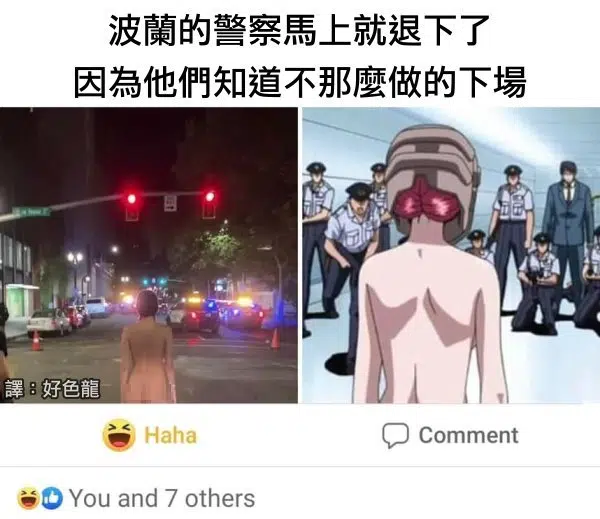 波蘭的警察馬上就退下了
因為他們知道不那麼做的下場
譯：好色龍
Haha
Comment
You and 7 others